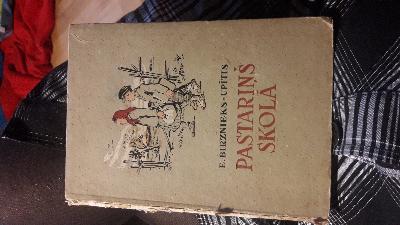 E. BIRZNIEKS-UPĪTIS
PASTARIŅŠ
SKOLĀ